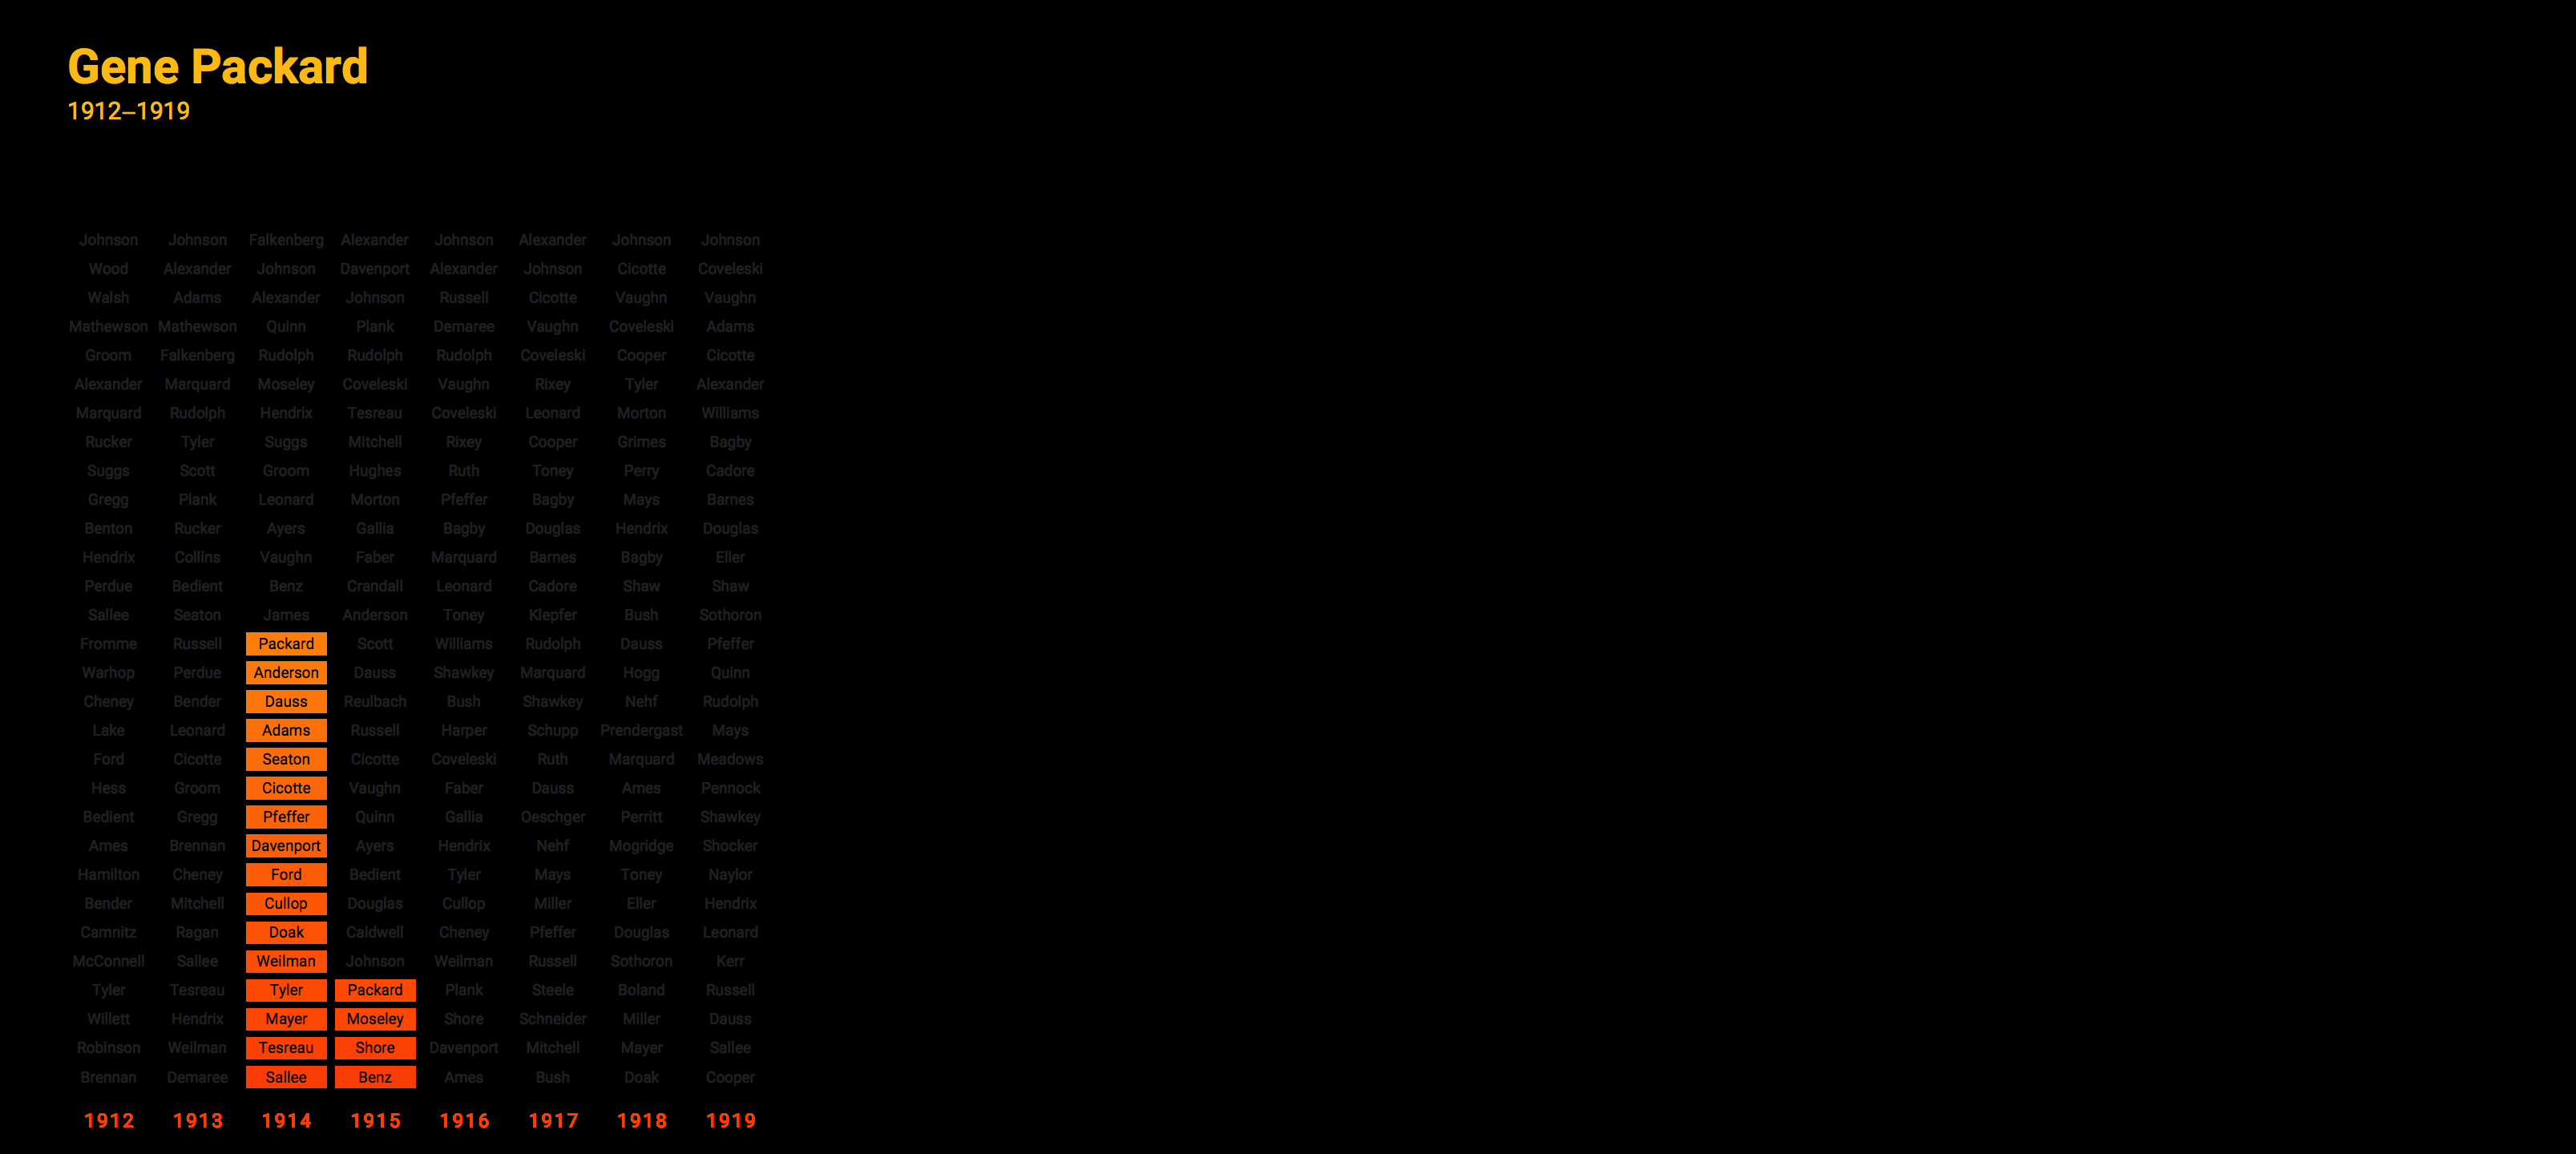 Gene Packard
1912–1919
Johnson Johnson Falkenberg Alexander Johnson Alexander Johnson Johnson
Wood Alexander Johnson Davenport Alexander Johnson Cicotte Coveleski
Walsh Adams Alexander Johnson Russell Cicotte Vaughn Vaughn
Mathewson Mathewson Quinn Plank Demaree Vaughn Coveleski Adams
Groom Falkenberg Rudolph Rudolph Rudolph Coveleski Cooper Cicotte
Alexander Marquard Moseley Coveleski Vaughn Rixey Tyler Alexander
Marquard Rudolph Hendrix Tesreau Coveleski Leonard Morton Williams
Rucker Tyler Suggs Mitchell Rixey Cooper Grimes Bagby
Suggs Scott Groom Hughes Ruth Toney Perry Cadore
Gregg Plank Leonard Morton Pfeffer Bagby Mays Barnes
Benton Rucker Ayers Gallia Bagby Douglas Hendrix Douglas
Hendrix Collins Vaughn Faber Marquard Barnes Bagby Eller
Perdue Bedient Benz Crandall Leonard Cadore Shaw Shaw
Sallee Seaton James Anderson Toney Klepfer Bush Sothoron
Fromme Russell Packard Scott Williams Rudolph Dauss Pfeffer
Warhop Perdue Anderson Dauss Shawkey Marquard Hogg Quinn
Cheney Bender Dauss Reulbach Bush Shawkey Nehf Rudolph
Lake Leonard Adams Russell Harper Schupp Prendergast Mays
Ford Cicotte Seaton Cicotte Coveleski Ruth Marquard Meadows
Hess Groom Cicotte Vaughn Faber Dauss Ames Pennock
Bedient Gregg Pfeffer Quinn Gallia Oeschger Perritt Shawkey
Ames Brennan Davenport Ayers Hendrix Nehf Mogridge Shocker
Hamilton Cheney Ford Bedient Tyler Mays Toney Naylor
Bender Mitchell Cullop Douglas Cullop Miller Eller Hendrix
Camnitz Ragan Doak Caldwell Cheney Pfeffer Douglas Leonard
McConnell Sallee Weilman Johnson Weilman Russell Sothoron Kerr
Tyler Tesreau Tyler Packard Plank Steele Boland Russell
Willett Hendrix Mayer Moseley Shore Schneider Miller Dauss
Robinson Weilman Tesreau Shore Davenport Mitchell Mayer Sallee
Brennan Demaree Sallee Benz Ames Bush Doak Cooper
1912 1913 1914 1915 1916 1917 1918 1919